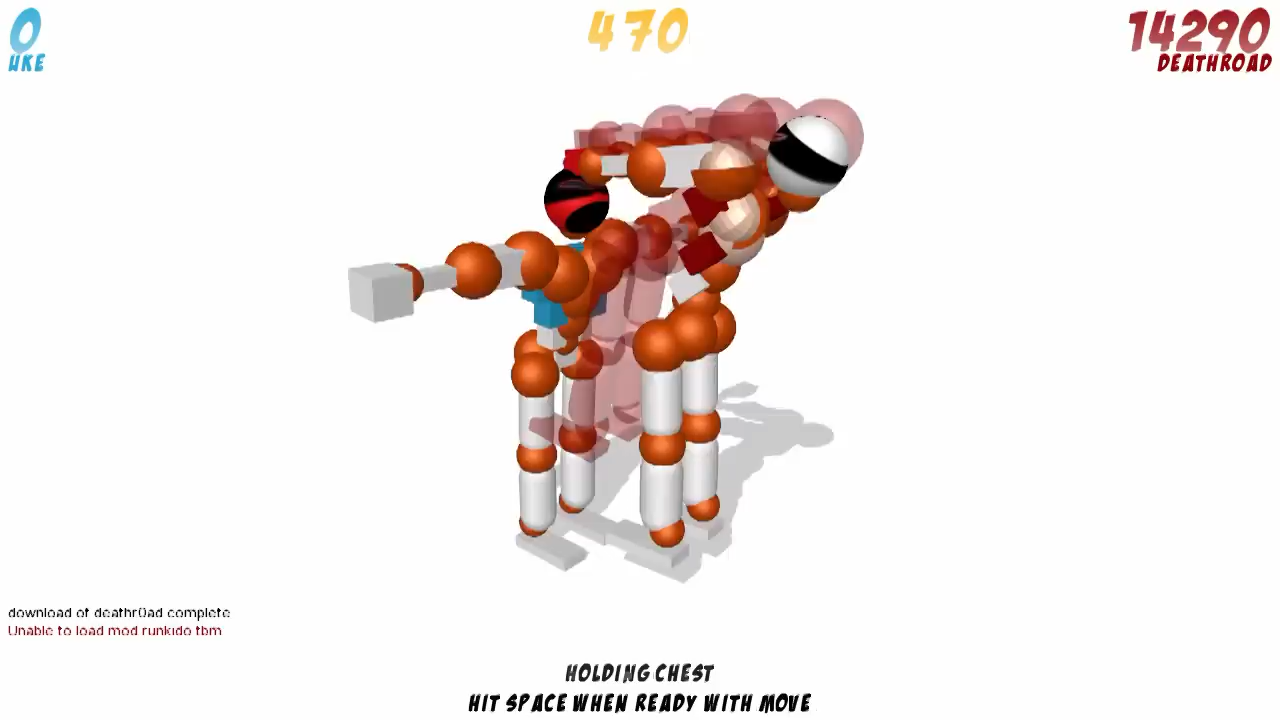 0
UKE
470
14290
DEATHROAD
download of deathr0ad complete
Unable to load mod runkido tbm
HOLDING CHEST
HIT SPACE WHEN READY WITH MOVE